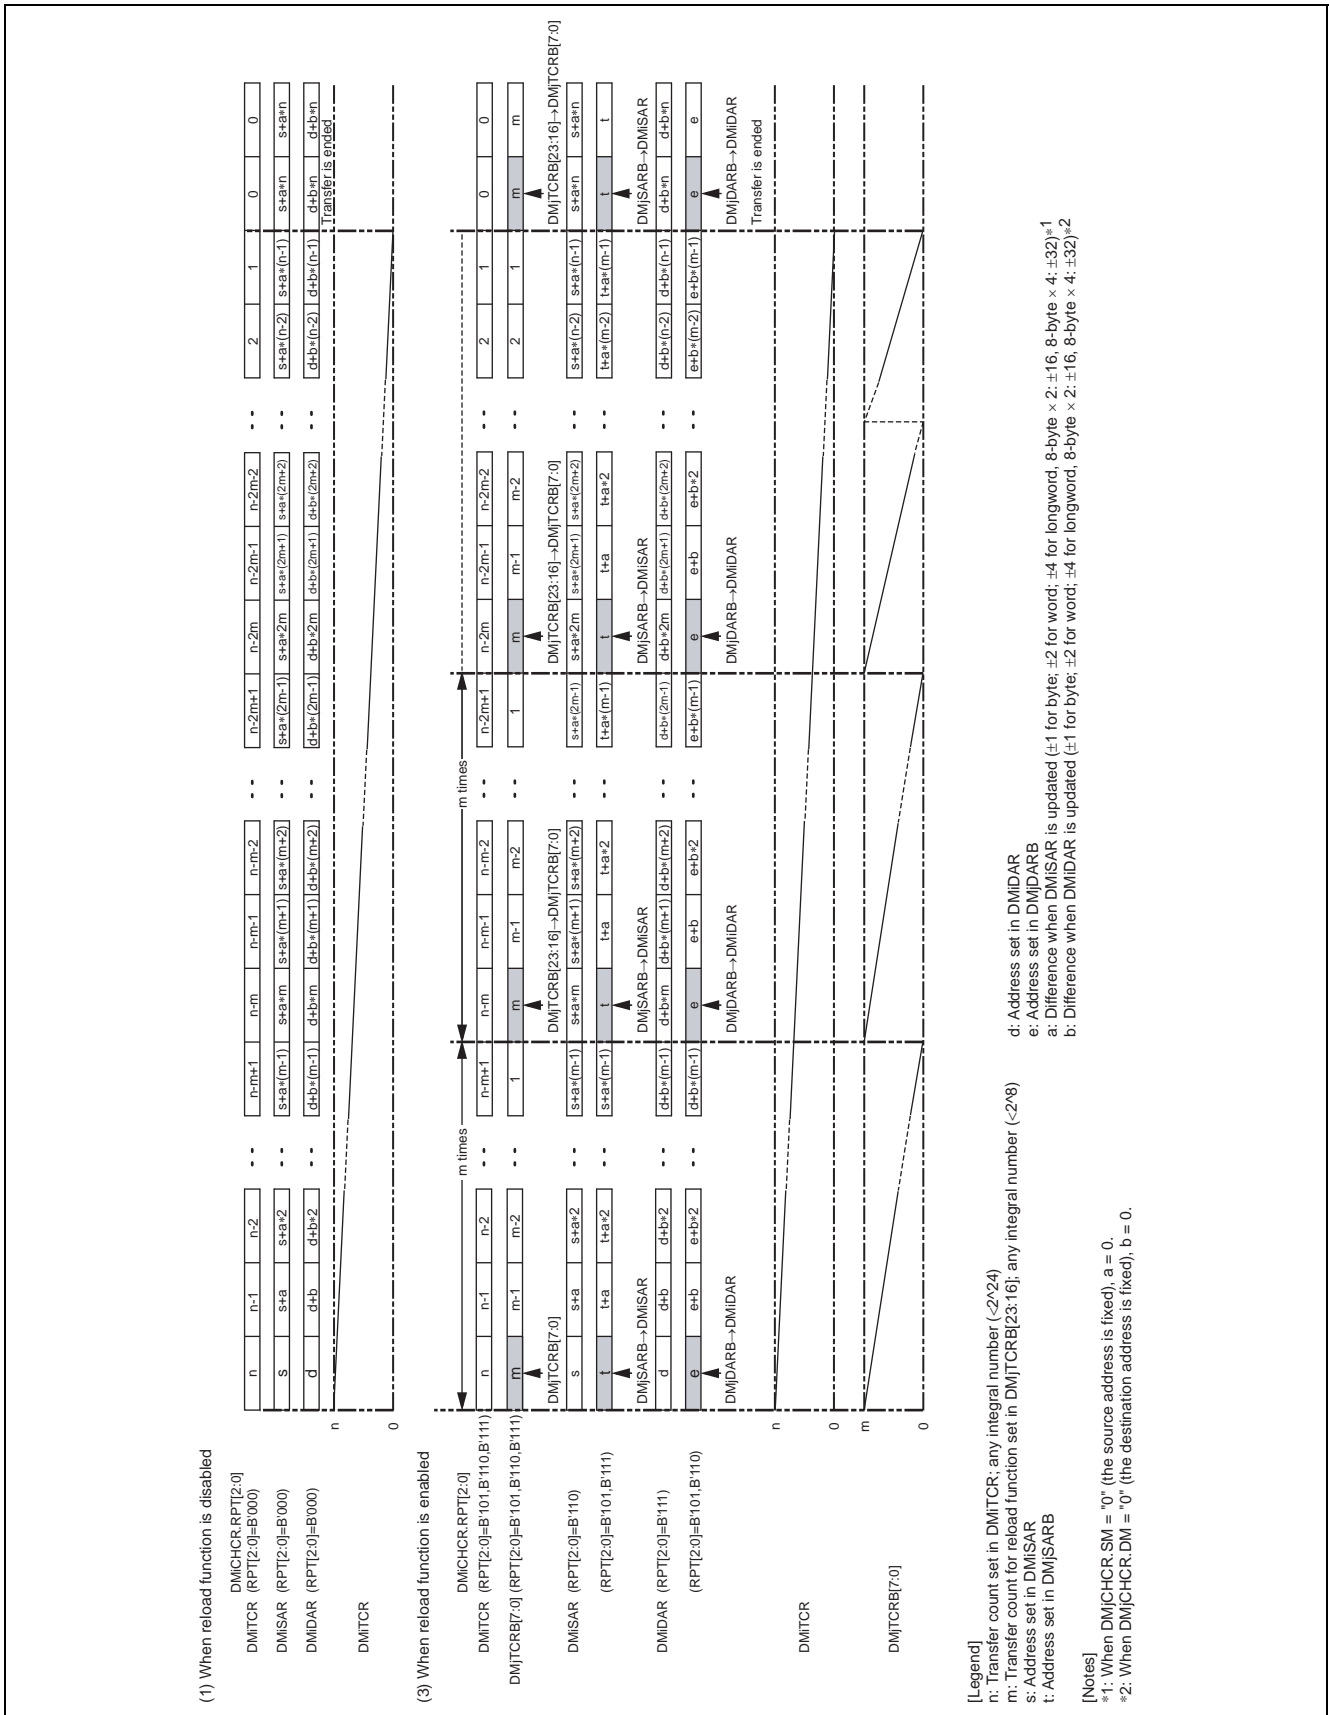 (1) When reload function is disabled
DMiCHCR.RPT[2:0]
DMiTCR (RPT[2:0]=B'000) n n-1 n-2 n-m+1 n-m n-m-1 n-m-2 n-2m+1 n-2m n-2m-1 n-2m-2 2 1 0 0
DMiSAR (RPT[2:0]=B'000) s s+a s+a*2 s+a*(m-1) s+a*m s+a*(m+1) s+a*(m+2) s+a*(2m-1) s+a*2m s+a*(2m+1) s+a*(2m+2) s+a*(n-2) s+a*(n-1) s+a*n s+a*n
DMiDAR (RPT[2:0]=B'000) d d+b d+b*2 d+b*(m-1) d+b*m d+b*(m+1) d+b*(m+2) d+b*(2m-1) d+b*2m d+b*(2m+1) d+b*(2m+2) d+b*(n-2) d+b*(n-1) d+b*n d+b*n
Transfer is ended
n
DMiTCR
0
(3) When reload function is enabled
m times m times
DMiCHCR.RPT[2:0]
DMiTCR (RPT[2:0]=B'101,B'110,B'111) n n-1 n-2 n-m+1 n-m n-m-1 n-m-2 n-2m+1 n-2m n-2m-1 n-2m-2 2 1 0 0
DMjTCRB[7:0] (RPT[2:0]=B'101,B'110,B'111) m m-1 m-2 1 m m-1 m-2 1 m m-1 m-2 2 1 m m
DMjTCRB[7:0] DMjTCRB[23:16]→DMjTCRB[7:0] DMjTCRB[23:16]→DMjTCRB[7:0] DMjTCRB[23:16]→DMjTCRB[7:0]
DMiSAR (RPT[2:0]=B'110) s s+a s+a*2 s+a*(m-1) s+a*m s+a*(m+1) s+a*(m+2) s+a*(2m-1) s+a*2m s+a*(2m+1) s+a*(2m+2) s+a*(n-2) s+a*(n-1) s+a*n s+a*n
(RPT[2:0]=B'101,B'111) t t+a t+a*2 s+a*(m-1) t t+a t+a*2 t+a*(m-1) t t+a t+a*2 t+a*(m-2) t+a*(m-1) t t
DMjSARB→DMiSAR DMjSARB→DMiSAR DMjSARB→DMiSAR DMjSARB→DMiSAR
DMiDAR (RPT[2:0]=B'111) d d+b d+b*2 d+b*(m-1) d+b*m d+b*(m+1) d+b*(m+2) d+b*(2m-1) d+b*2m d+b*(2m+1) d+b*(2m+2) d+b*(n-2) d+b*(n-1) d+b*n d+b*n
(RPT[2:0]=B'101,B'110) e e+b e+b*2 d+b*(m-1) e e+b e+b*2 e+b*(m-1) e e+b e+b*2 e+b*(m-2) e+b*(m-1) e e
DMjDARB→DMiDAR DMjDARB→DMiDAR DMjDARB→DMiDAR DMjDARB→DMiDAR
Transfer is ended
n
DMiTCR
0
m
DMjTCRB[7:0]
0
[Legend]
n: Transfer count set in DMiTCR; any integral number (<2^24)
m: Transfer count for reload function set in DMjTCRB[23:16]; any integral number (<2^8)
s: Address set in DMiSAR
t: Address set in DMjSARB
d: Address set in DMiDAR
e: Address set in DMjDARB
a: Difference when DMiSAR is updated (±1 for byte; ±2 for word; ±4 for longword, 8-byte × 2: ±16, 8-byte × 4: ±32)*1
b: Difference when DMiDAR is updated (±1 for byte; ±2 for word; ±4 for longword, 8-byte × 2: ±16, 8-byte × 4: ±32)*2
[Notes]
*1: When DMjCHCR.SM = "0" (the source address is fixed), a = 0.
*2: When DMjCHCR.DM = "0" (the destination address is fixed), b = 0.